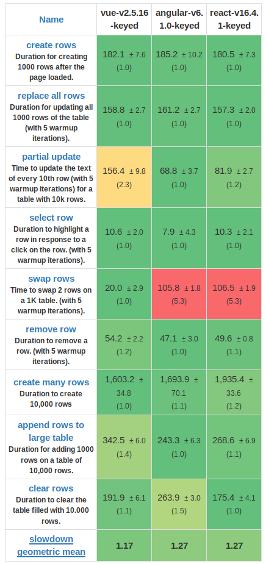 Name vue-v2.5.16-keyed angular-v6.1.0-keyed react-v16.4.1-keyed
create rows
Duration for creating
1000 rows after the
page loaded.
182.1 ± 7.6 (1.0) 185.2 ± 10.2 (1.0) 180.5 ± 7.3 (1.0)
replace all rows
Duration for updating all
1000 rows of the table
(with 5 warmup
iterations).
158.8 ± 2.7 (1.0) 161.2 ± 2.7 (1.0) 157.3 ± 2.0 (1.0)
partial update
Time to update the text
of every 10th row (with 5
warmup iterations) for a
table with 10k rows.
156.4 ± 9.8 (2.3) 68.8 ± 3.7 (1.0) 81.9 ± 2.7 (1.2)
select row
Duration to highlight a
row in response to a
click on the row. (with 5
warmup iterations).
10.6 ± 2.0 (1.0) 7.9 ± 4.3 (1.0) 10.3 ± 2.1 (1.0)
swap rows
Time to swap 2 rows
on a 1K table. (with 5
warmup iterations).
20.0 ± 2.9 (1.0) 105.8 ± 1.8 (5.3) 106.5 ± 1.9 (5.3)
remove row
Duration to remove a
row. (with 5 warmup
iterations).
54.2 ± 2.2 (1.2) 47.1 ± 3.0 (1.0) 49.6 ± 0.8 (1.1)
create many rows
Duration to create
10,000 rows
1,603.2 ± 34.8 (1.0) 1,693.9 ± 70.1 (1.1) 1,935.4 ± 33.6 (1.2)
append rows to
large table
Duration for adding 1000
rows on a table of
10,000 rows.
342.5 ± 6.0 (1.4) 243.3 ± 6.3 (1.0) 268.6 ± 6.9 (1.1)
clear rows
Duration to clear the
table filled with 10.000
rows.
191.9 ± 6.1 (1.1) 263.9 ± 3.0 (1.5) 175.4 ± 4.1 (1.0)
slowdown
geometric mean
1.17 1.27 1.27